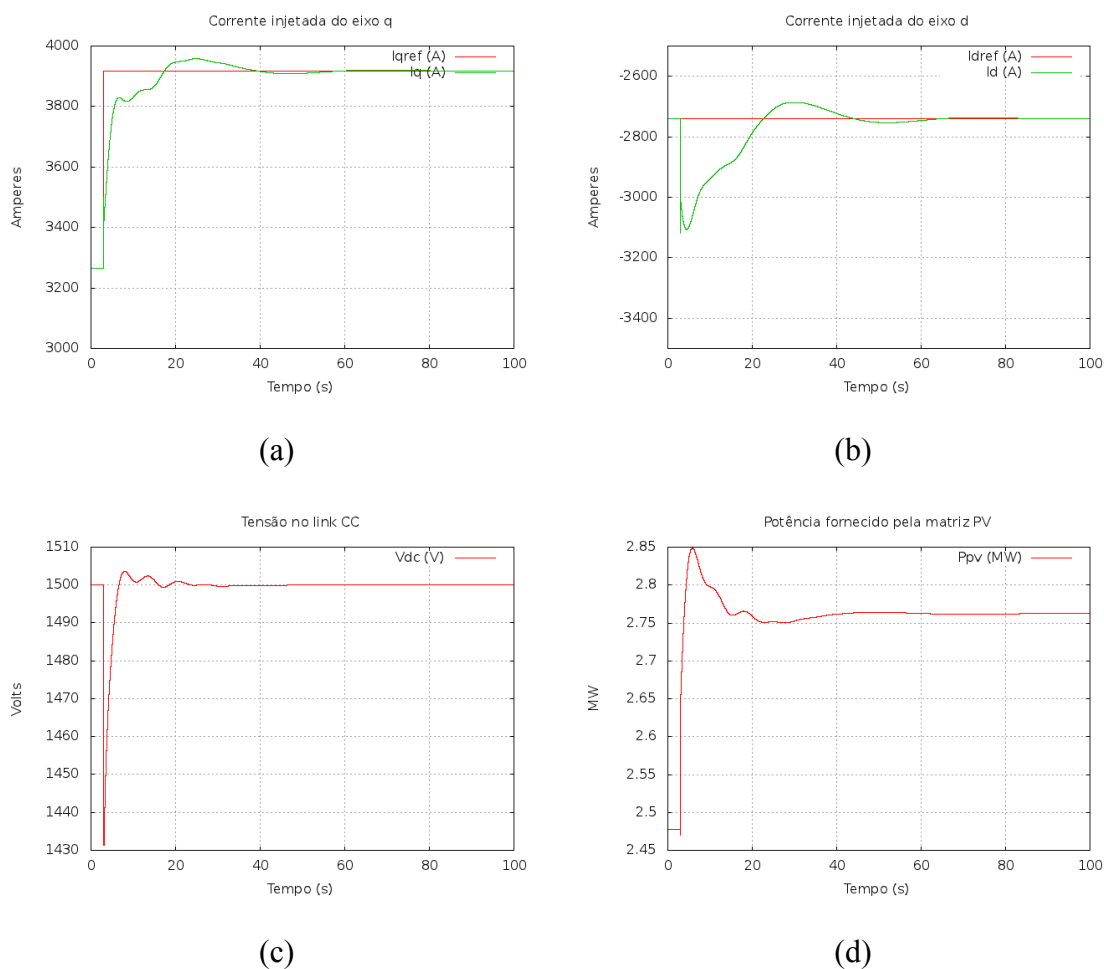 Corrente injetada do eixo q
4000
3800
3600
3400
3200
3000
Amperes
Iqref (A)
Iq (A)
0 20 40 60 80 100
Tempo (s)
(a)
Corrente injetada do eixo d
-2600
-2800
-3000
-3200
-3400
Amperes
Idref (A)
Id (A)
0 20 40 60 80 100
Tempo (s)
(b)
Tensão no link CC
1510
1500
1490
1480
1470
1460
1450
1440
1430
Volts
Vdc (V)
0 20 40 60 80 100
Tempo (s)
(c)
Potência fornecido pela matriz PV
2.85
2.8
2.75
2.7
2.65
2.6
2.55
2.5
2.45
MW
Ppv (MW)
0 20 40 60 80 100
Tempo (s)
(d)